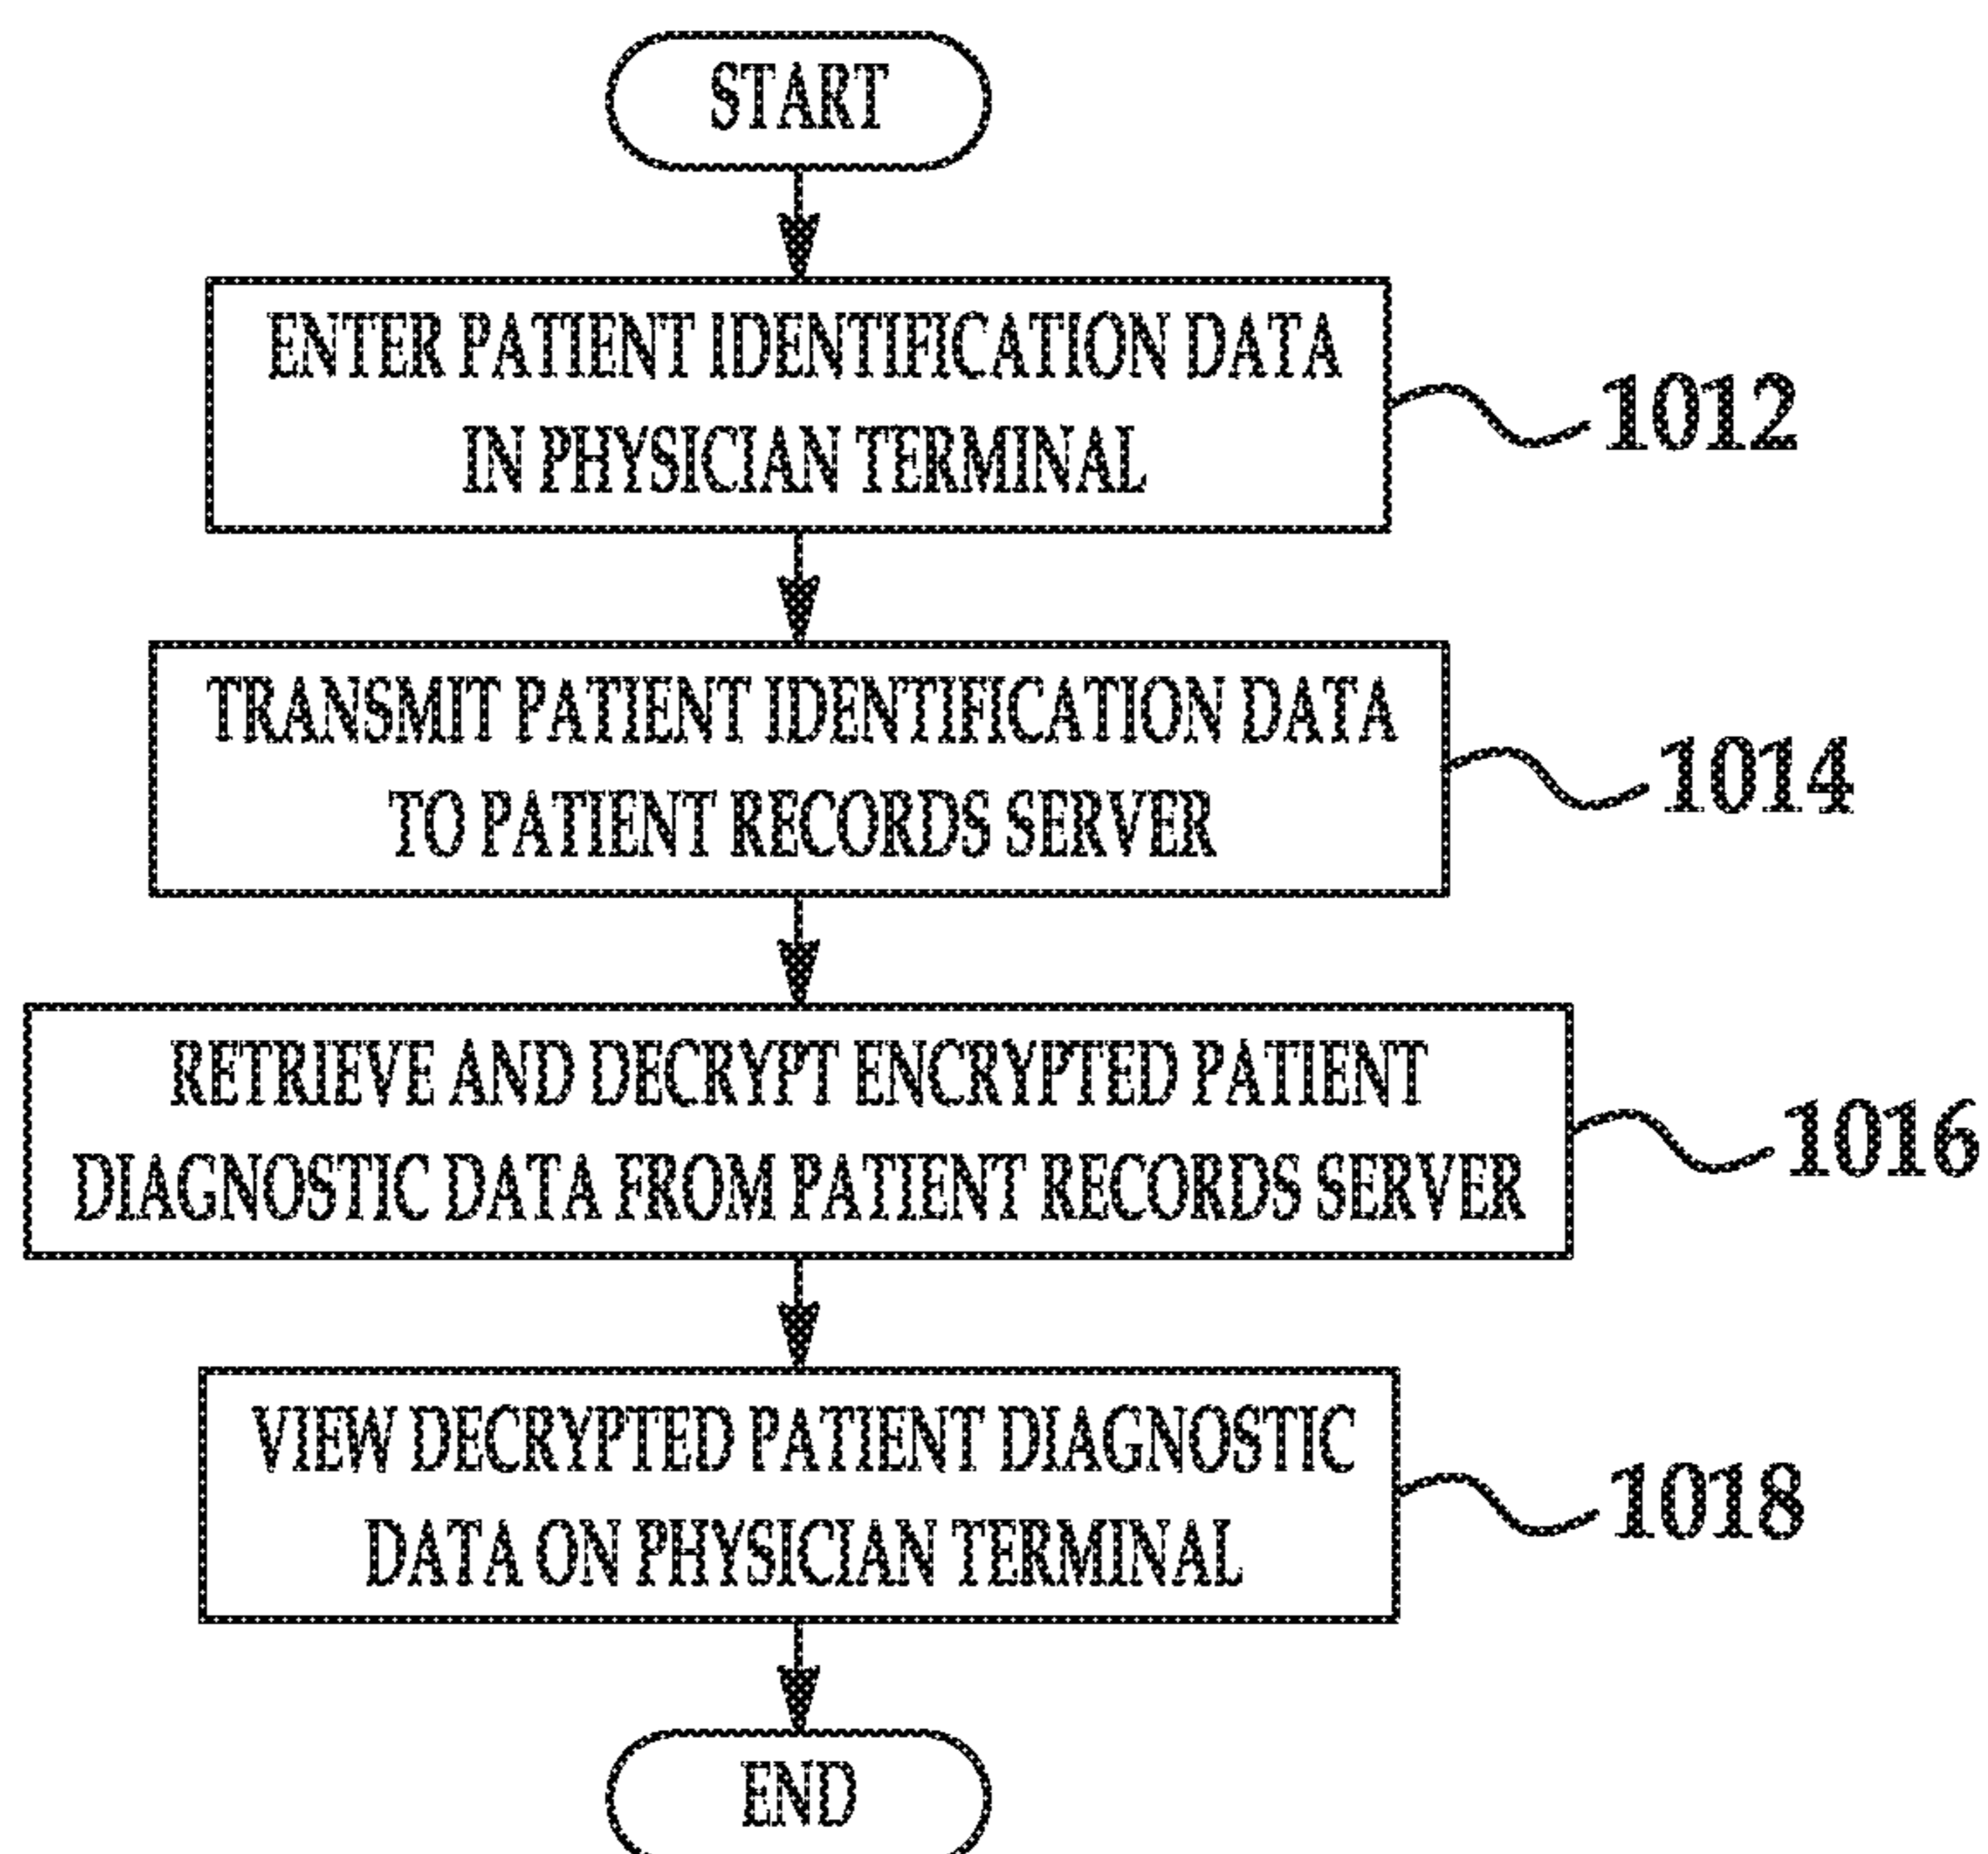 START
ENTER PATIENT IDENTIFICATION DATA
IN PHYSICIAN TERMINAL
1012
TRANSMIT PATIENT IDENTIFICATION DATA
TO PATIENT RECORDS SERVER
1014
RETRIEVE AND DECRYPT ENCRYPTED PATIENT
DIAGNOSTIC DATA FROM PATIENT RECORDS SERVER
1016
VIEW DECRYPTED PATIENT DIAGNOSTIC
DATA ON PHYSICIAN TERMINAL
1018
END